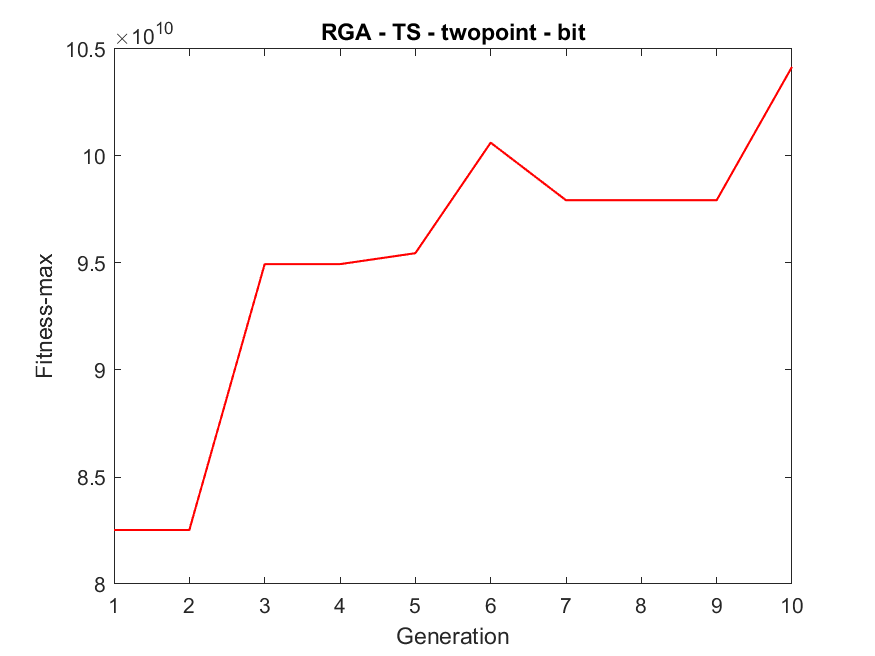 RGA - TS - twopoint - bit
×10^10
10.5
10
9.5
9
8.5
8
Fitness-max
1 2 3 4 5 6 7 8 9 10
Generation